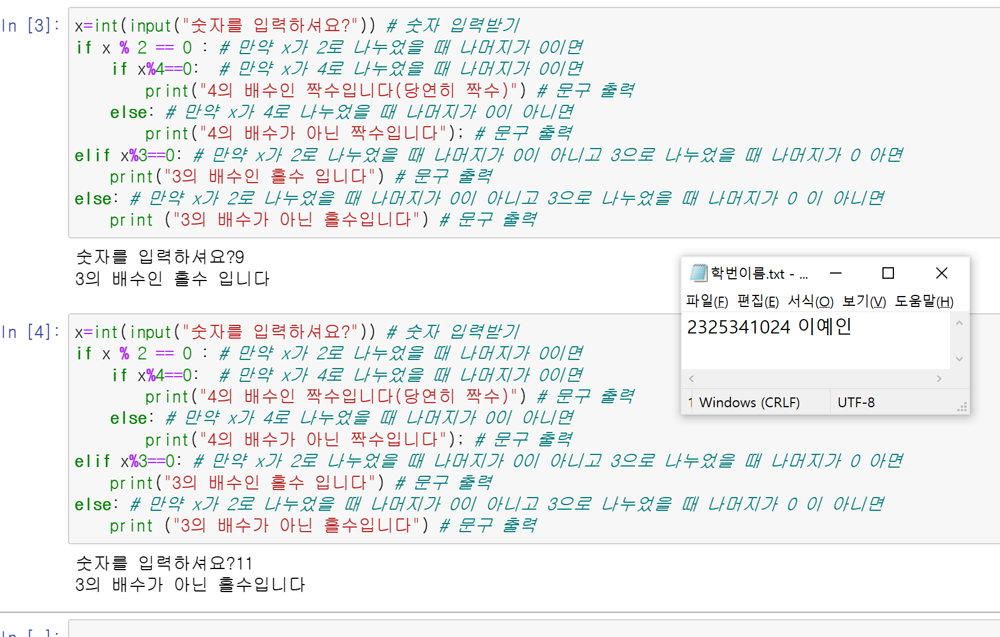 In [3]:
x=int(input("숫자를 입력하셔요?")) # 숫자 입력받기
if x % 2 == 0 : # 만약 x가 2로 나누었을 때 나머지가 0이면
if x%4==0: # 만약 x가 4로 나누었을 때 나머지가 0이면
print("4의 배수인 짝수입니다(당연히 짝수)") # 문구 출력
else: # 만약 x가 4로 나누었을 때 나머지가 0이 아니면
print("4의 배수가 아닌 짝수입니다"); # 문구 출력
elif x%3==0: # 만약 x가 2로 나누었을 때 나머지가 0이 아니고 3으로 나누었을 때 나머지가 0 아면
print("3의 배수인 홀수 입니다") # 문구 출력
else: # 만약 x가 2로 나누었을 때 나머지가 0이 아니고 3으로 나누었을 때 나머지가 0 이 아니면
print ("3의 배수가 아닌 홀수입니다") # 문구 출력
숫자를 입력하셔요?9
3의 배수인 홀수 입니다
학번이름.txt - ...
파일(F) 편집(E) 서식(O) 보기(V) 도움말(H)
2325341024 이예인
1 Windows (CRLF) UTF-8
In [4]:
x=int(input("숫자를 입력하셔요?")) # 숫자 입력받기
if x % 2 == 0 : # 만약 x가 2로 나누었을 때 나머지가 0이면
if x%4==0: # 만약 x가 4로 나누었을 때 나머지가 0이면
print("4의 배수인 짝수입니다(당연히 짝수)") # 문구 출력
else: # 만약 x가 4로 나누었을 때 나머지가 0이 아니면
print("4의 배수가 아닌 짝수입니다"); # 문구 출력
elif x%3==0: # 만약 x가 2로 나누었을 때 나머지가 0이 아니고 3으로 나누었을 때 나머지가 0 아면
print("3의 배수인 홀수 입니다") # 문구 출력
else: # 만약 x가 2로 나누었을 때 나머지가 0이 아니고 3으로 나누었을 때 나머지가 0 이 아니면
print ("3의 배수가 아닌 홀수입니다") # 문구 출력
숫자를 입력하셔요?11
3의 배수가 아닌 홀수입니다
In [ ]: